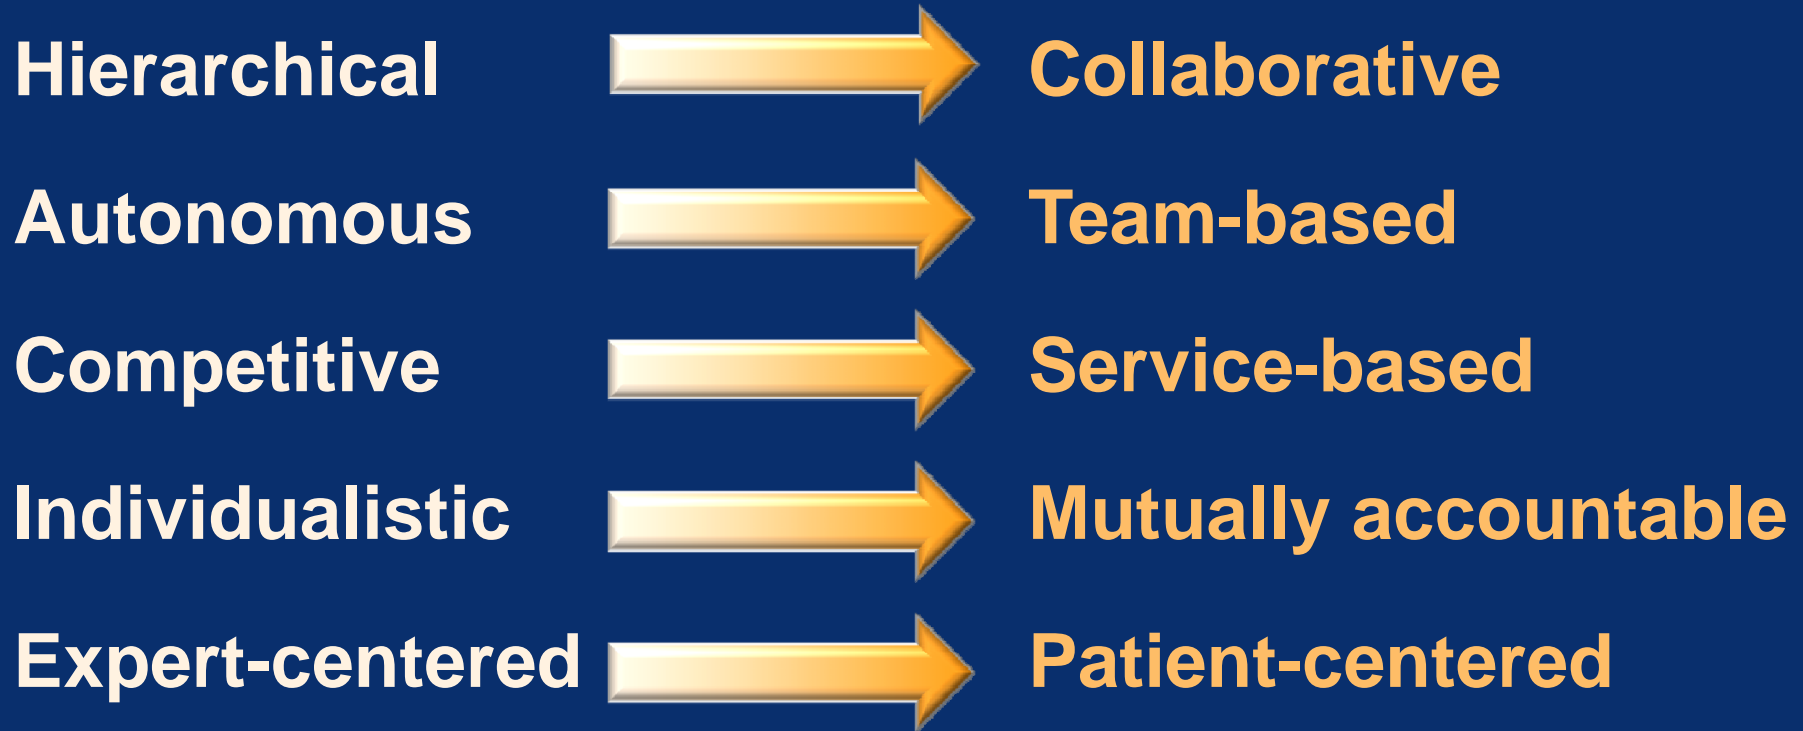 Hierarchical Collaborative
Autonomous Team-based
Competitive Service-based
Individualistic Mutually accountable
Expert-centered Patient-centered